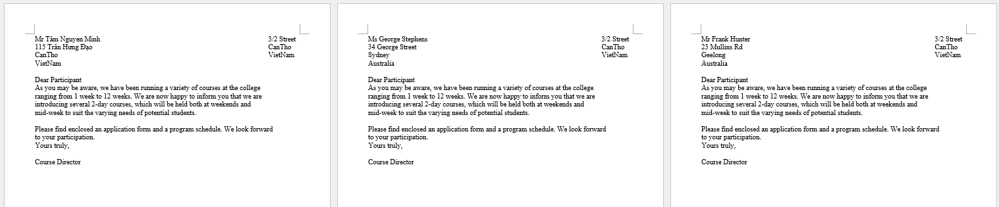 Mr Tâm Nguyen Minh 3/2 Street
115 Trần Hưng Đạo CanTho
CanTho VietNam
VietNam
Dear Participant
As you may be aware, we have been running a variety of courses at the college
ranging from 1 week to 12 weeks. We are now happy to inform you that we are
introducing several 2-day courses, which will be held both at weekends and
mid-week to suit the varying needs of potential students.
Please find enclosed an application form and a program schedule. We look forward
to your participation.
Yours truly,
Course Director
Ms George Stephens 3/2 Street
34 George Street CanTho
Sydney VietNam
Australia
Dear Participant
As you may be aware, we have been running a variety of courses at the college
ranging from 1 week to 12 weeks. We are now happy to inform you that we are
introducing several 2-day courses, which will be held both at weekends and
mid-week to suit the varying needs of potential students.
Please find enclosed an application form and a program schedule. We look forward
to your participation.
Yours truly,
Course Director
Mr Frank Hunter 3/2 Street
23 Mullins Rd CanTho
Geelong VietNam
Australia
Dear Participant
As you may be aware, we have been running a variety of courses at the college
ranging from 1 week to 12 weeks. We are now happy to inform you that we are
introducing several 2-day courses, which will be held both at weekends and
mid-week to suit the varying needs of potential students.
Please find enclosed an application form and a program schedule. We look forward
to your participation.
Yours truly,
Course Director